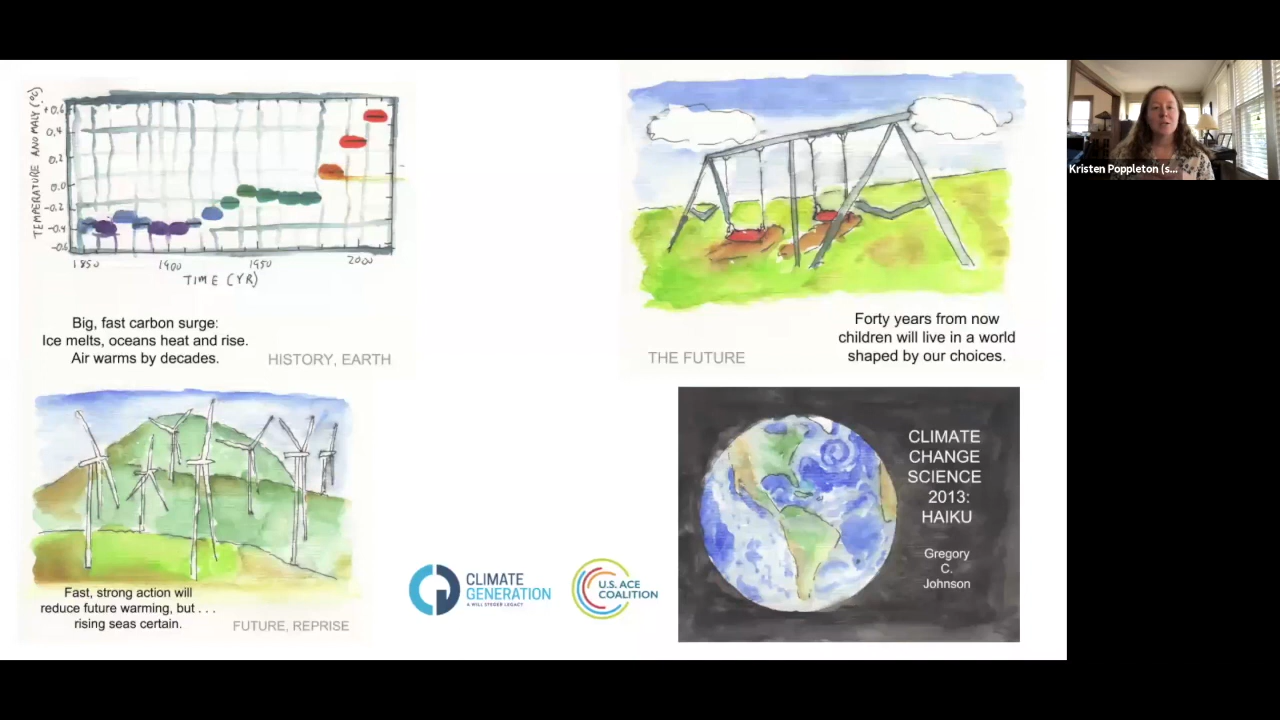 TEMPERATURE ANOMALY (°C)
+0.6
0.4
0.2
0.0
-0.2
-0.4
-0.6
1850 1900 1950 2000
TIME (YR)
Big, fast carbon surge:
Ice melts, oceans heat and rise.
Air warms by decades.
HISTORY, EARTH
THE FUTURE
Forty years from now
children will live in a world
shaped by our choices.
Fast, strong action will
reduce future warming, but . . .
rising seas certain.
FUTURE, REPRISE
CLIMATE
GENERATION
A WILL STEGER LEGACY
U.S. ACE
COALITION
CLIMATE
CHANGE
SCIENCE
2013:
HAIKU
Gregory
C.
Johnson
Kristen Poppleton (s...